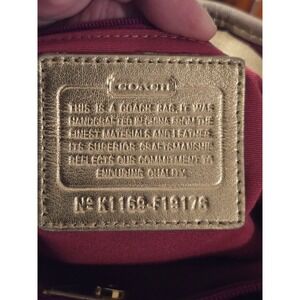 COACH
THIS IS A COACH BAG. IT WAS
HANDCRAFTED IN CHINA FROM THE
FINEST MATERIALS AND LEATHER.
ITS SUPERIOR CRAFTSMANSHIP
REFLECTS OUR COMMITMENT TO
ENDURING QUALITY.
Nº K1168-F19176